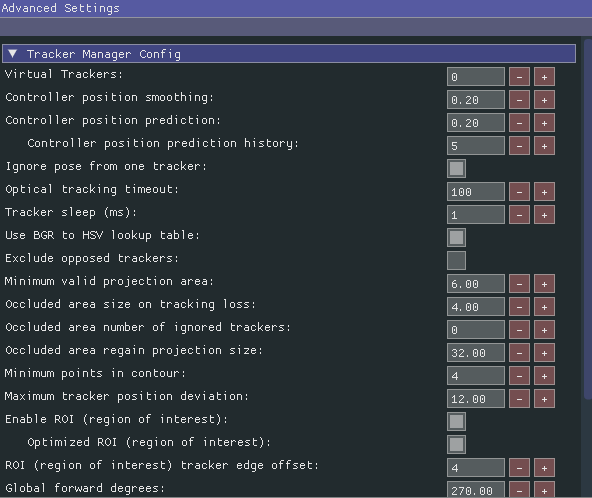 Advanced Settings
Tracker Manager Config
Virtual Trackers: 0 - +
Controller position smoothing: 0.20 - +
Controller position prediction: 0.20 - +
Controller position prediction history: 5 - +
Ignore pose from one tracker:
Optical tracking timeout: 100 - +
Tracker sleep (ms): 1 - +
Use BGR to HSV lookup table:
Exclude opposed trackers:
Minimum valid projection area: 6.00 - +
Occluded area size on tracking loss: 4.00 - +
Occluded area number of ignored trackers: 0 - +
Occluded area regain projection size: 32.00 - +
Minimum points in contour: 4 - +
Maximum tracker position deviation: 12.00 - +
Enable ROI (region of interest):
Optimized ROI (region of interest):
ROI (region of interest) tracker edge offset: 4 - +
Global forward degrees: 270.00 - +